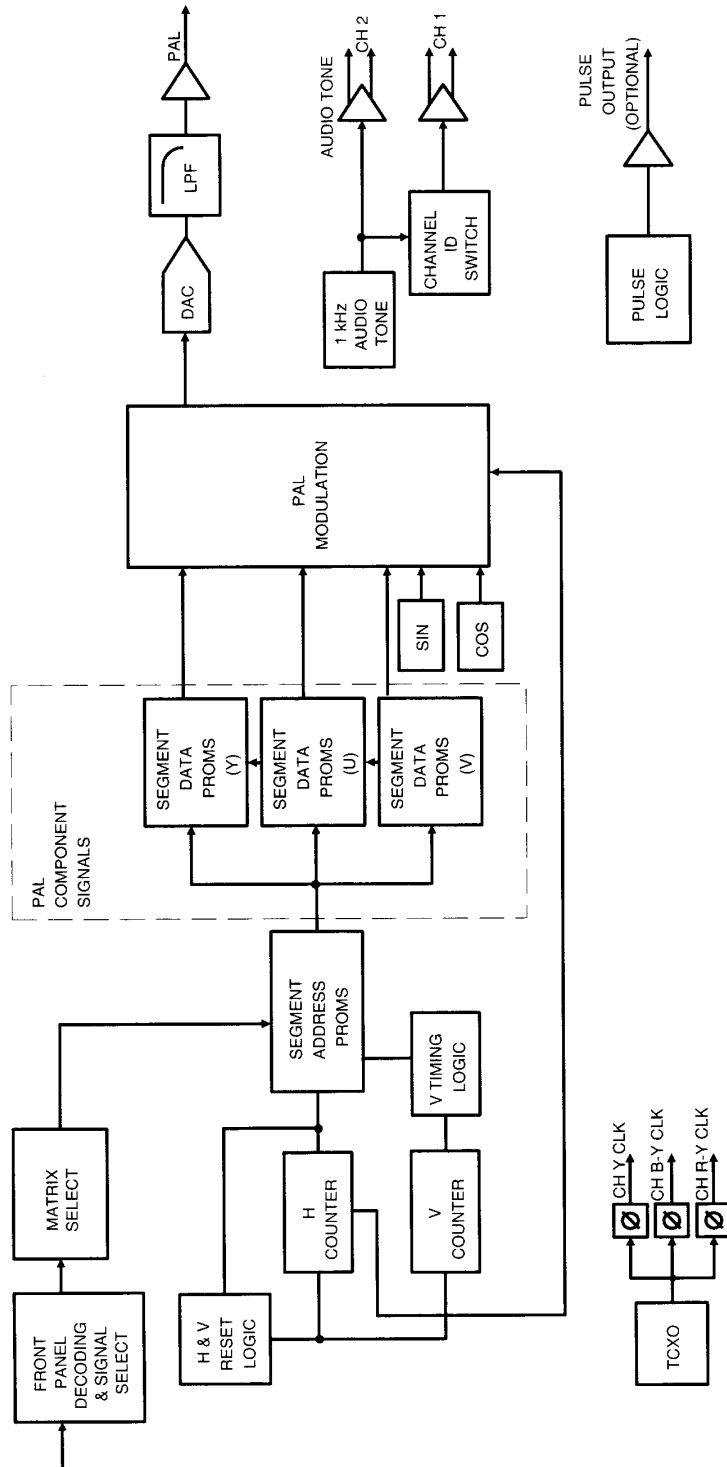 FRONT
PANEL
DECODING
& SIGNAL
SELECT
MATRIX
SELECT
H & V
RESET
LOGIC
H
COUNTER
V
COUNTER
V TIMING
LOGIC
SEGMENT
ADDRESS
PROMS
PAL
COMPONENT
SIGNALS
SEGMENT
DATA
PROMS
(Y)
SEGMENT
DATA
PROMS
(U)
SEGMENT
DATA
PROMS
(V)
SIN
COS
PAL
MODULATION
DAC
LPF
PAL
1 kHz
AUDIO
TONE
CHANNEL
ID
SWITCH
AUDIO TONE
CH 2
CH 1
TCXO
Ø
Ø
Ø
CH Y CLK
CH B-Y CLK
CH R-Y CLK
PULSE
LOGIC
PULSE
OUTPUT
(OPTIONAL)